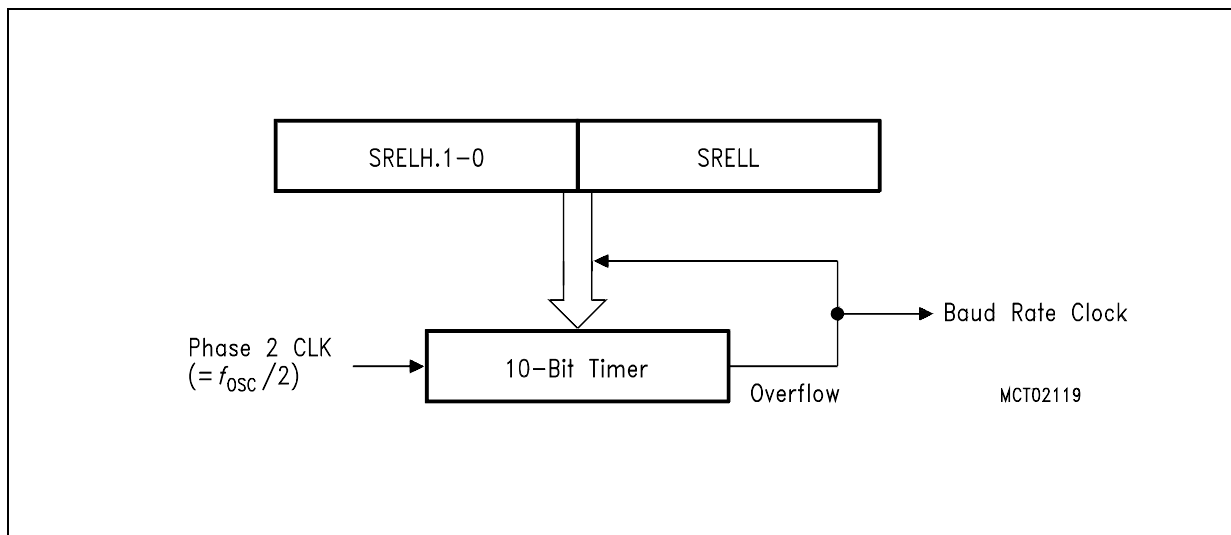 SRELH.1-0
SRELL
Baud Rate Clock
Phase 2 CLK
(= fOSC /2)
10-Bit Timer
Overflow
MCT02119